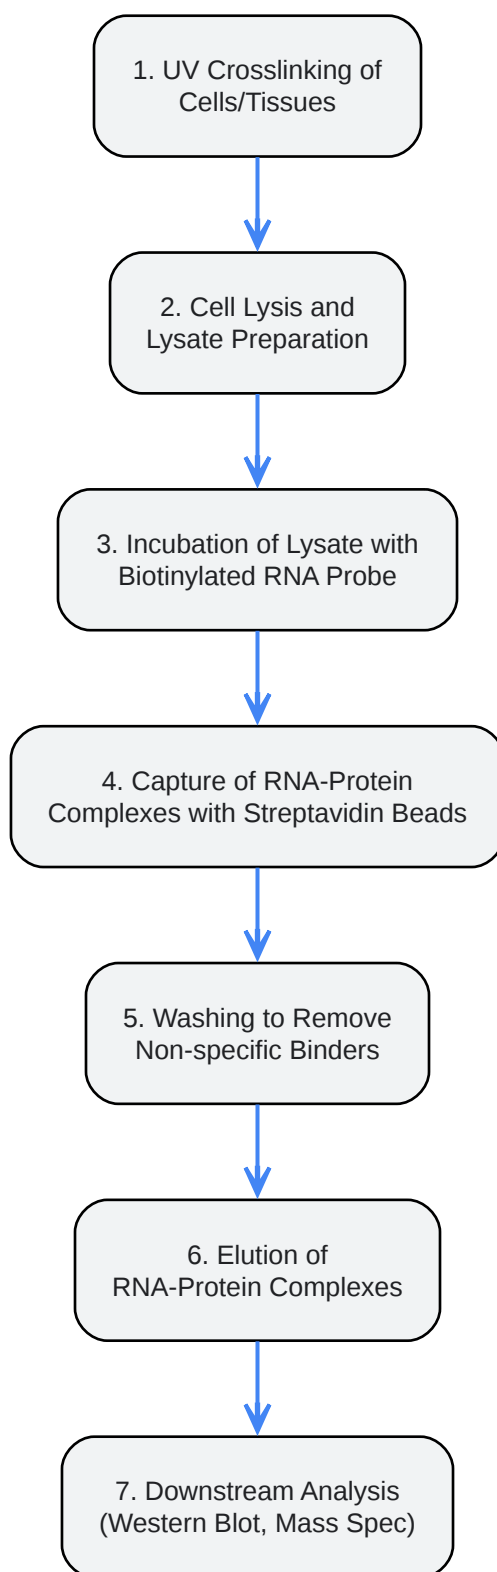 1. UV Crosslinking of
Cells/Tissues
2. Cell Lysis and
Lysate Preparation
3. Incubation of Lysate with
Biotinylated RNA Probe
4. Capture of RNA-Protein
Complexes with Streptavidin Beads
5. Washing to Remove
Non-specific Binders
6. Elution of
RNA-Protein Complexes
7. Downstream Analysis
(Western Blot, Mass Spec)